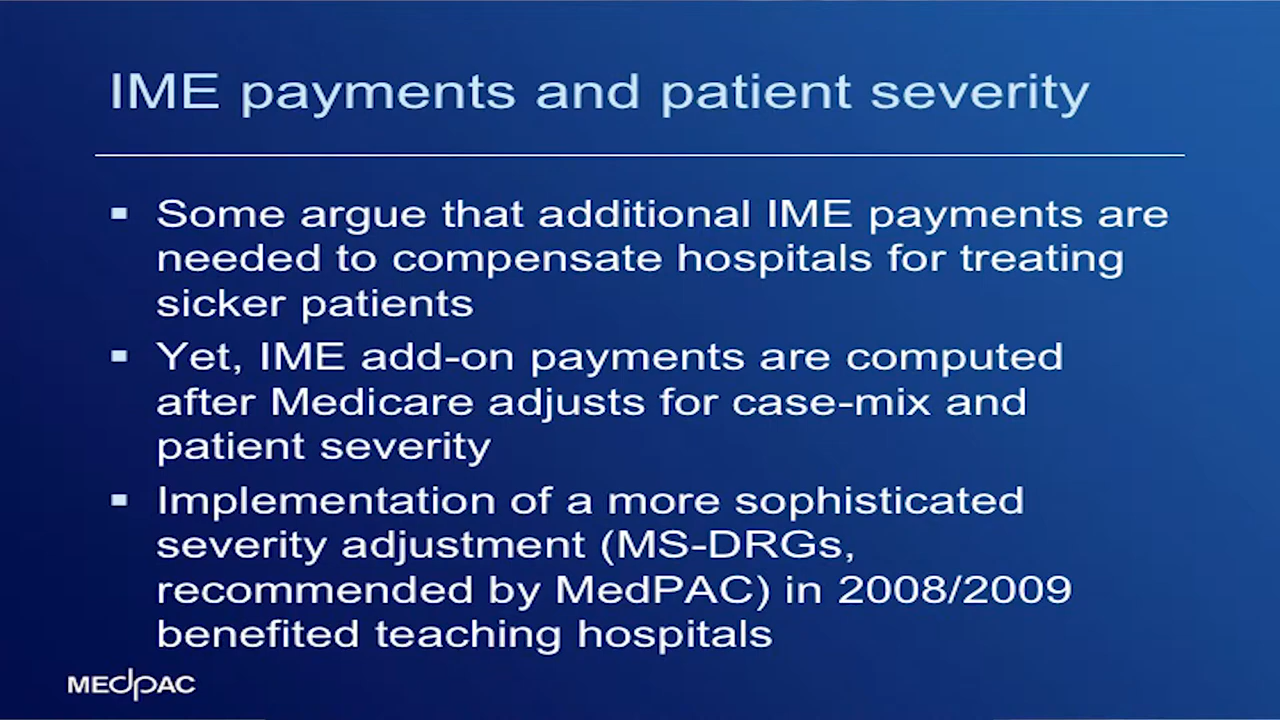 IME payments and patient severity
Some argue that additional IME payments are
needed to compensate hospitals for treating
sicker patients
Yet, IME add-on payments are computed
after Medicare adjusts for case-mix and
patient severity
Implementation of a more sophisticated
severity adjustment (MS-DRGs,
recommended by MedPAC) in 2008/2009
benefited teaching hospitals
MEDPAC